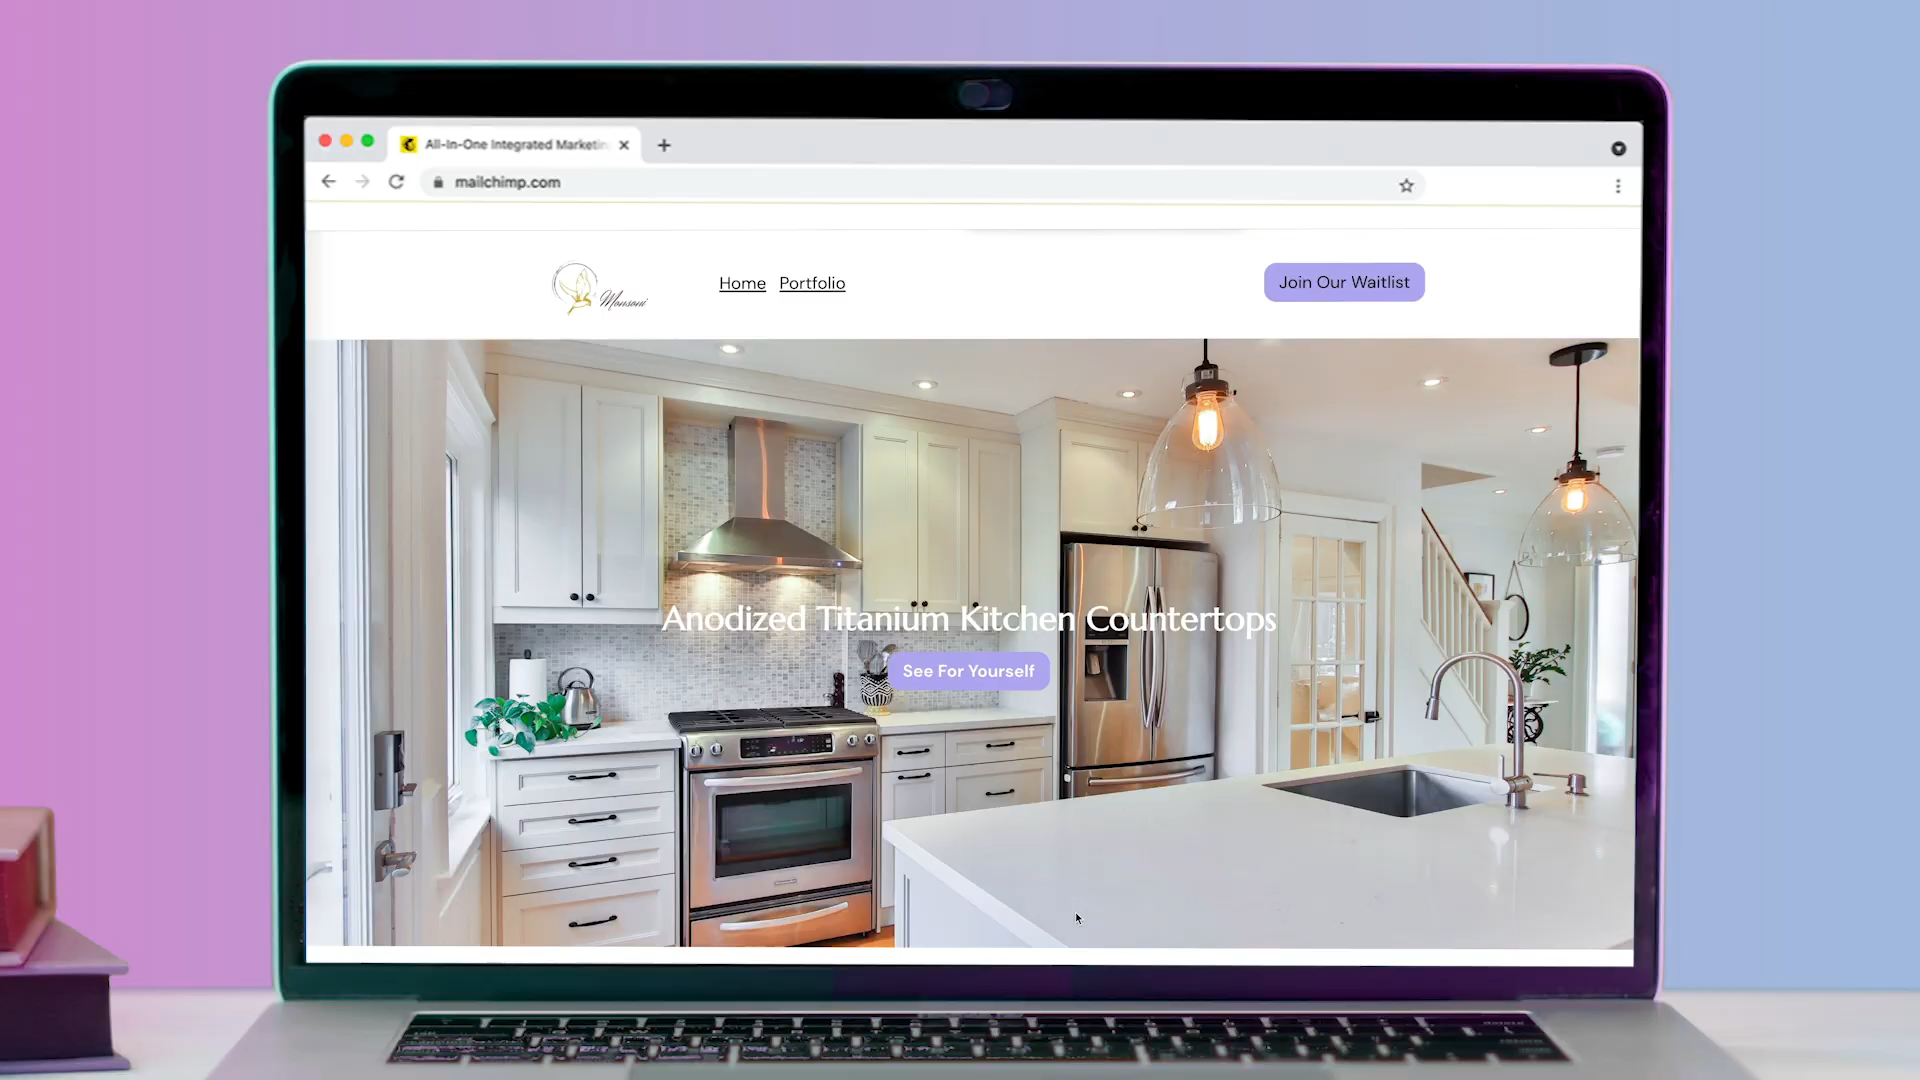 All-In-One Integrated Marketin
mailchimp.com
Monsoni
Home Portfolio
Join Our Waitlist
Anodized Titanium Kitchen Countertops
See For Yourself